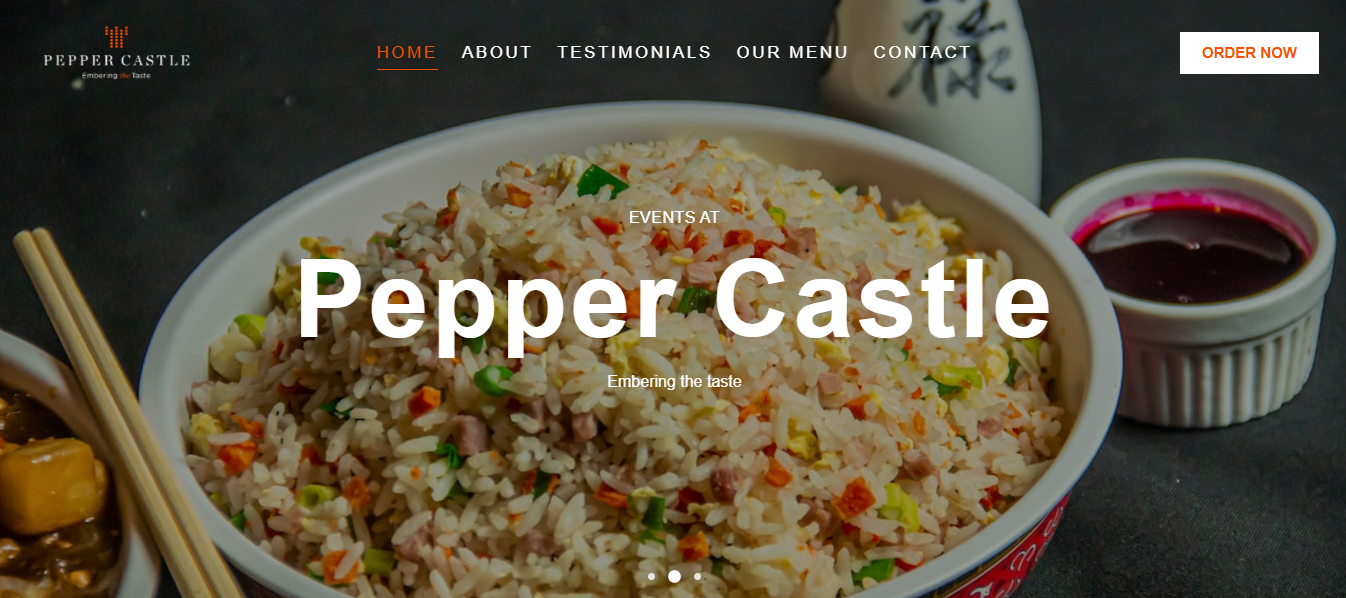 PEPPER CASTLE
Embering the Taste
HOME ABOUT TESTIMONIALS OUR MENU CONTACT
ORDER NOW
EVENTS AT
Pepper Castle
Embering the taste